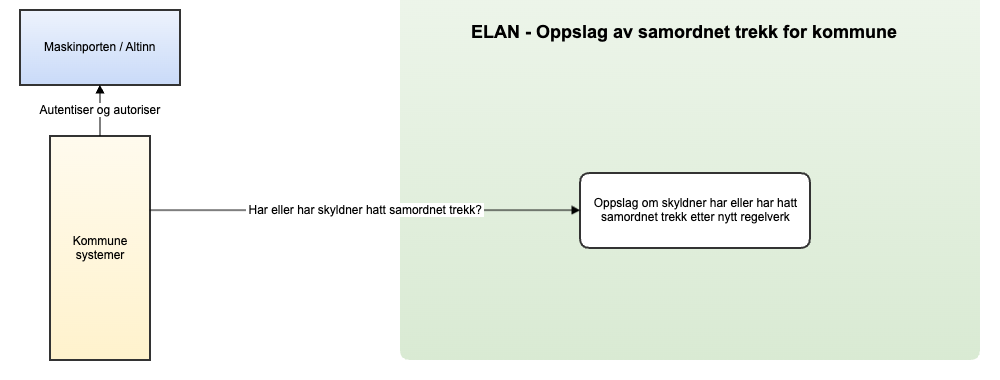 Maskinporten / Altinn
ELAN - Oppslag av samordnet trekk for kommune
Autentiser og autoriser
Har eller har skyldner hatt samordnet trekk?
Oppslag om skyldner har eller har hatt
samordnet trekk etter nytt regelverk
Kommune
systemer